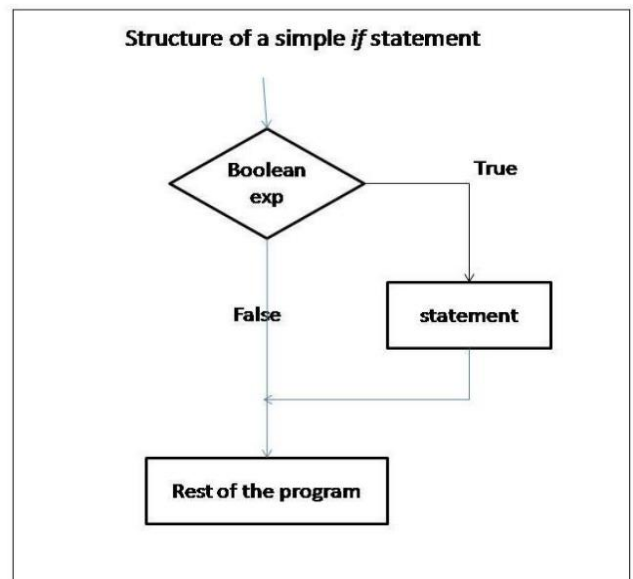 Structure of a simple if statement
Boolean
exp
True
False
statement
Rest of the program